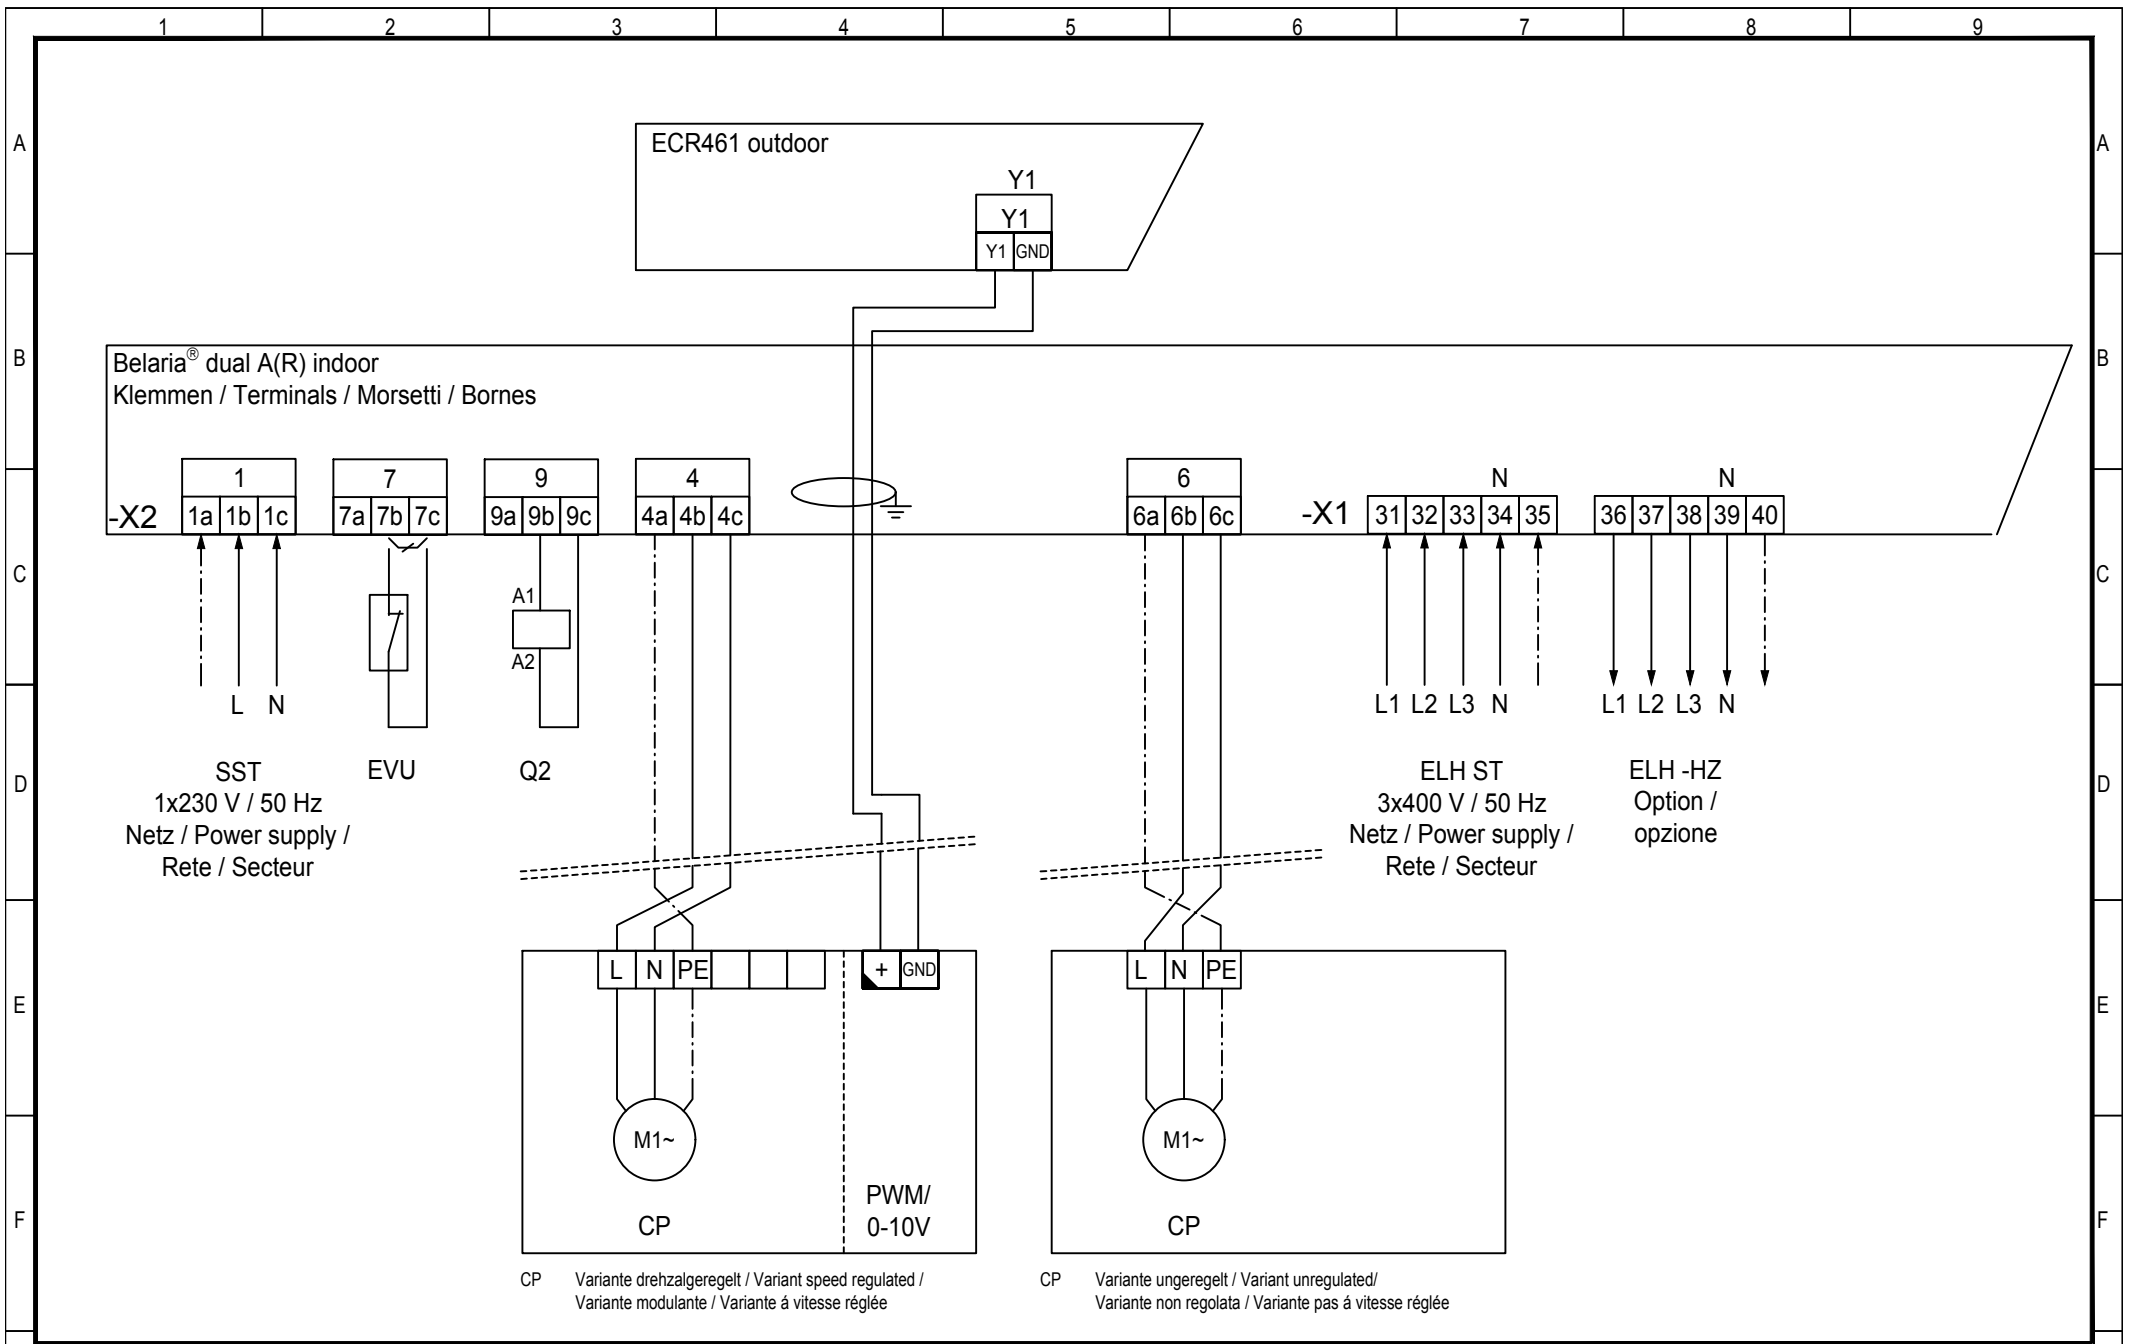 1 2 3 4 5 6 7 8 9
A A
ECR461 outdoor
Y1
Y1
Y1 GND
B B
Belaria® dual A(R) indoor
Klemmen / Terminals / Morsetti / Bornes
1 7 9 4 6 N N
-X2 1a 1b 1c 7a 7b 7c 9a 9b 9c 4a 4b 4c 6a 6b 6c -X1 31 32 33 34 35 36 37 38 39 40
C C
A1
A2
L N L1 L2 L3 N L1 L2 L3 N
D D
SST
1x230 V / 50 Hz
Netz / Power supply /
Rete / Secteur
EVU
Q2
ELH ST
3x400 V / 50 Hz
Netz / Power supply /
Rete / Secteur
ELH -HZ
Option /
opzione
E E
L N PE + GND
L N PE
M1~
M1~
F F
CP
PWM/
0-10V
CP
CP Variante drehzalgeregelt / Variant speed regulated /
Variante modulante / Variante á vitesse réglée
CP Variante ungeregelt / Variant unregulated/
Variante non regolata / Variante pas á vitesse réglée